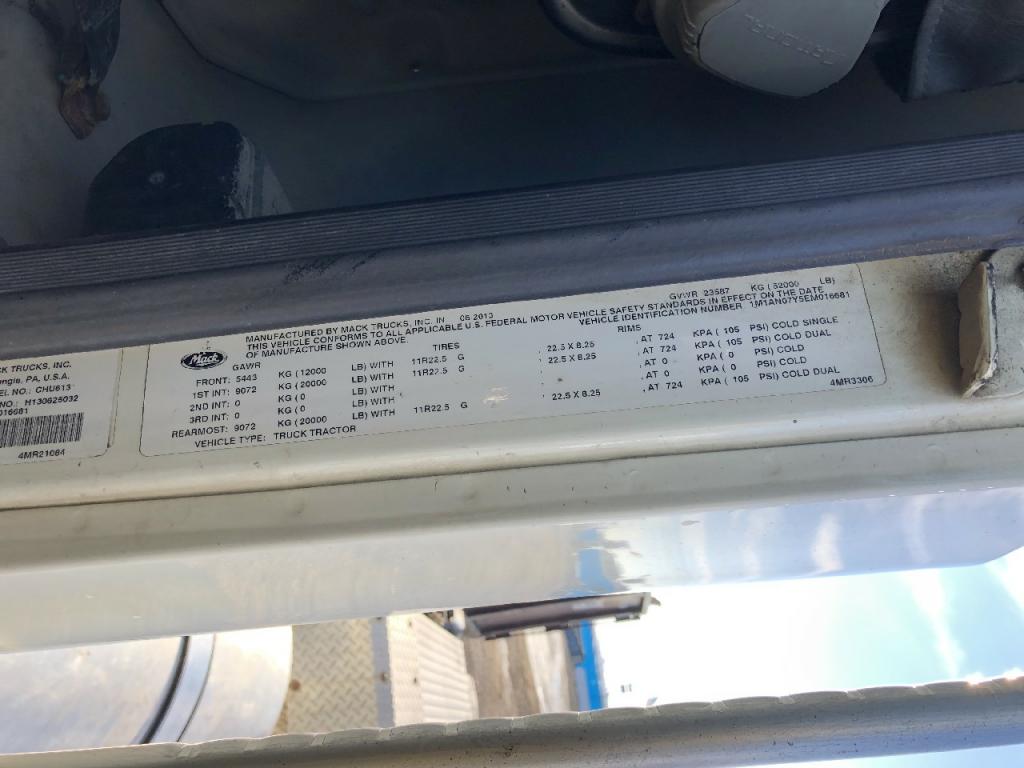 CK TRUCKS, INC.
ungie, PA, U.S.A.
EL NO.: CHU613
NO.: H130625032
016681
4MR21084
Mack
MANUFACTURED BY MACK TRUCKS, INC. IN 06 2013 GVWR 23587 KG ( 52000 LB)
THIS VEHICLE CONFORMS TO ALL APPLICABLE U.S. FEDERAL MOTOR VEHICLE SAFETY STANDARDS IN EFFECT ON THE DATE
OF MANUFACTURE SHOWN ABOVE. VEHICLE IDENTIFICATION NUMBER 1M1AN07Y5EM016681
GAWR TIRES RIMS
FRONT: 5443 KG ( 12000 LB) WITH 11R22.5 G , 22.5 X 8.25 , AT 724 KPA ( 105 PSI) COLD SINGLE
1ST INT: 9072 KG ( 20000 LB) WITH 11R22.5 G , 22.5 X 8.25 , AT 724 KPA ( 105 PSI) COLD DUAL
2ND INT: 0 KG ( 0 LB) WITH , AT 0 KPA ( 0 PSI) COLD
3RD INT: 0 KG ( 0 LB) WITH , AT 0 KPA ( 0 PSI) COLD
REARMOST: 9072 KG ( 20000 LB) WITH 11R22.5 G , 22.5 X 8.25 , AT 724 KPA ( 105 PSI) COLD DUAL
VEHICLE TYPE: TRUCK TRACTOR 4MR3306